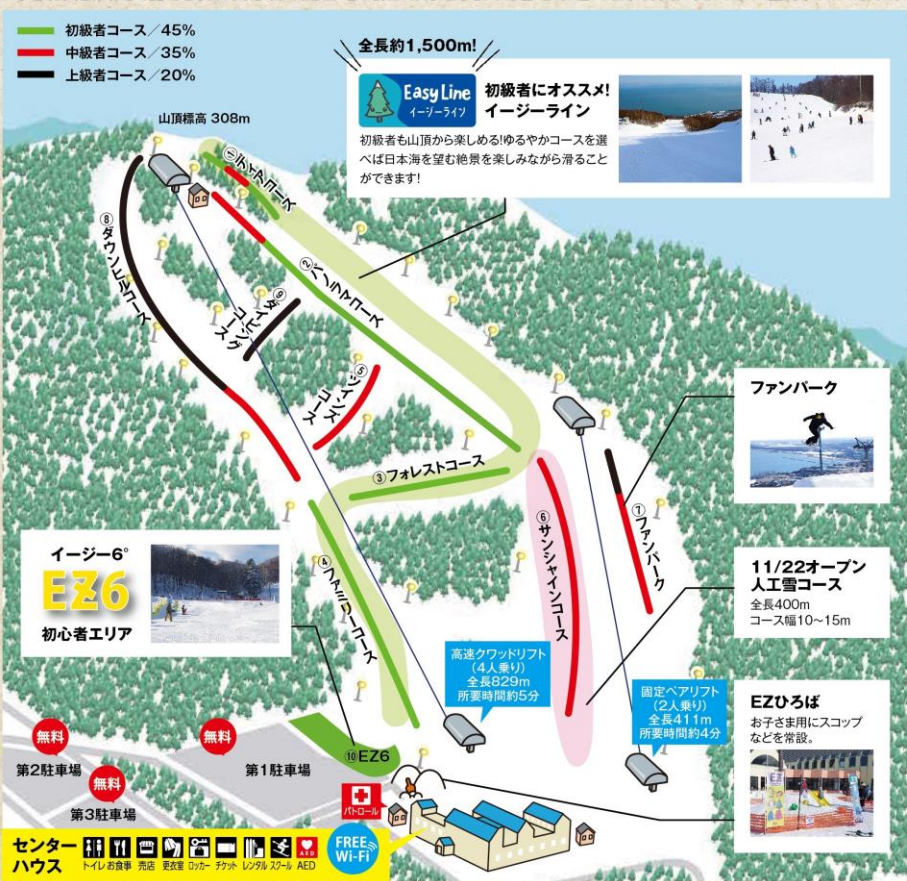 初級者コース／45%
中級者コース／35%
上級者コース／20%
全長約1,500m!
Easy Line
イージーライン
初級者にオススメ!
イージーライン
初級者も山頂から楽しめる!ゆるやかコースを選
べば日本海を望む絶景を楽しみながら滑ること
ができます!
山頂標高 308m
①テイネコース
②パノラマコース
⑧ダウンヒルコース
⑨ダイビング
コース
⑤ツインズ
コース
③フォレストコース
④ファミリーコース
⑥サンシャインコース
⑦ファンパーク
ファンパーク
11/22オープン
人工雪コース
全長400m
コース幅10〜15m
イージー6°
EZ6
初心者エリア
高速クワッドリフト
(4人乗り)
全長829m
所要時間約5分
固定ペアリフト
(2人乗り)
全長411m
所要時間約4分
EZひろば
お子さま用にスコップ
などを常設。
無料
第2駐車場
無料
第1駐車場
無料
第3駐車場
⑩EZ6
パトロール
センター
ハウス
トイレ お食事 売店 更衣室 ロッカー チケット レンタル スクール AED
FREE
Wi-Fi